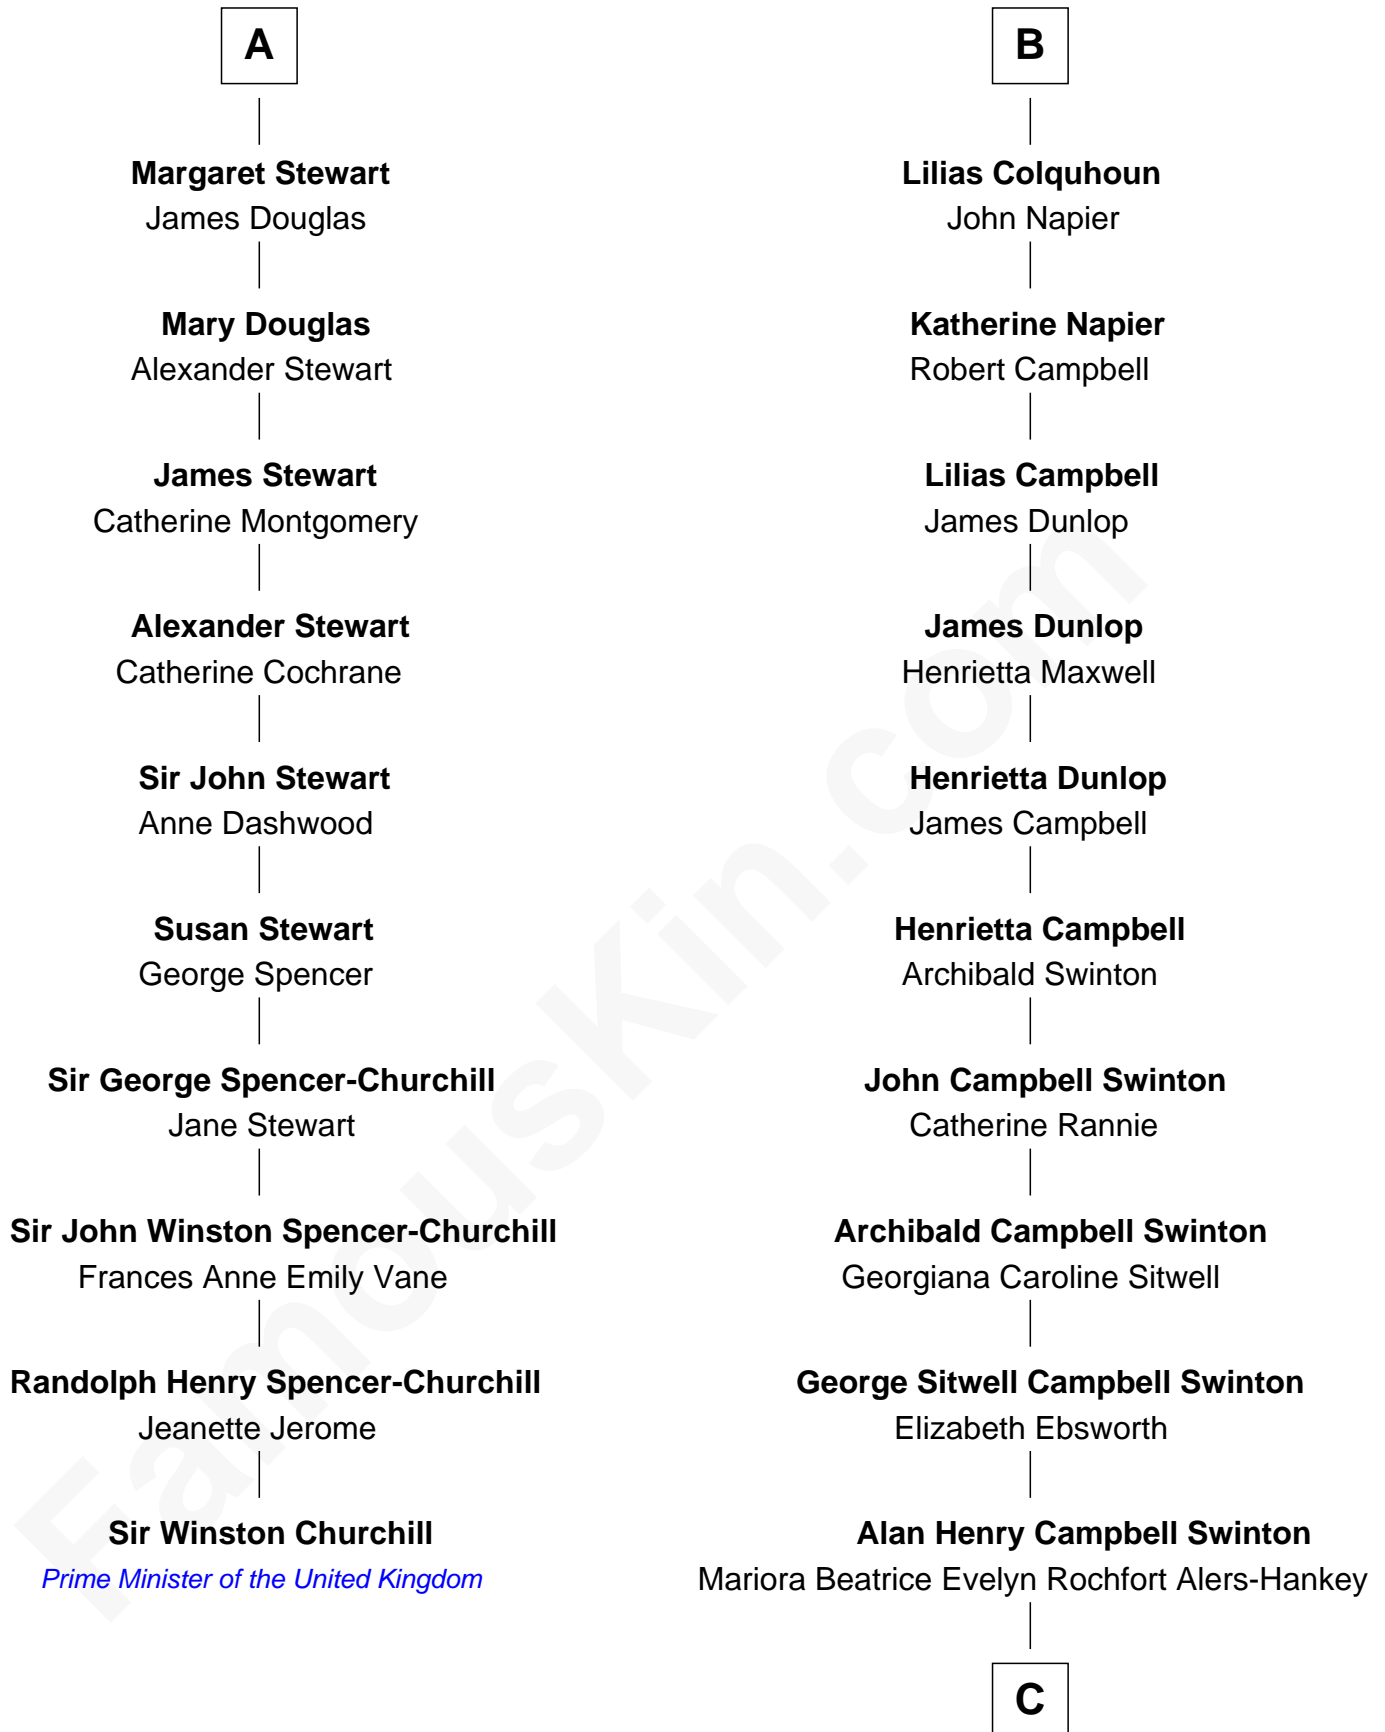 A
Margaret Stewart
James Douglas
Mary Douglas
Alexander Stewart
James Stewart
Catherine Montgomery
Alexander Stewart
Catherine Cochrane
Sir John Stewart
Anne Dashwood
Susan Stewart
George Spencer
Sir George Spencer-Churchill
Jane Stewart
Sir John Winston Spencer-Churchill
Frances Anne Emily Vane
Randolph Henry Spencer-Churchill
Jeanette Jerome
Sir Winston Churchill
Prime Minister of the United Kingdom
B
Lilias Colquhoun
John Napier
Katherine Napier
Robert Campbell
Lilias Campbell
James Dunlop
James Dunlop
Henrietta Maxwell
Henrietta Dunlop
James Campbell
Henrietta Campbell
Archibald Swinton
John Campbell Swinton
Catherine Rannie
Archibald Campbell Swinton
Georgiana Caroline Sitwell
George Sitwell Campbell Swinton
Elizabeth Ebsworth
Alan Henry Campbell Swinton
Mariora Beatrice Evelyn Rochfort Alers-Hankey
C
FamousKin.com